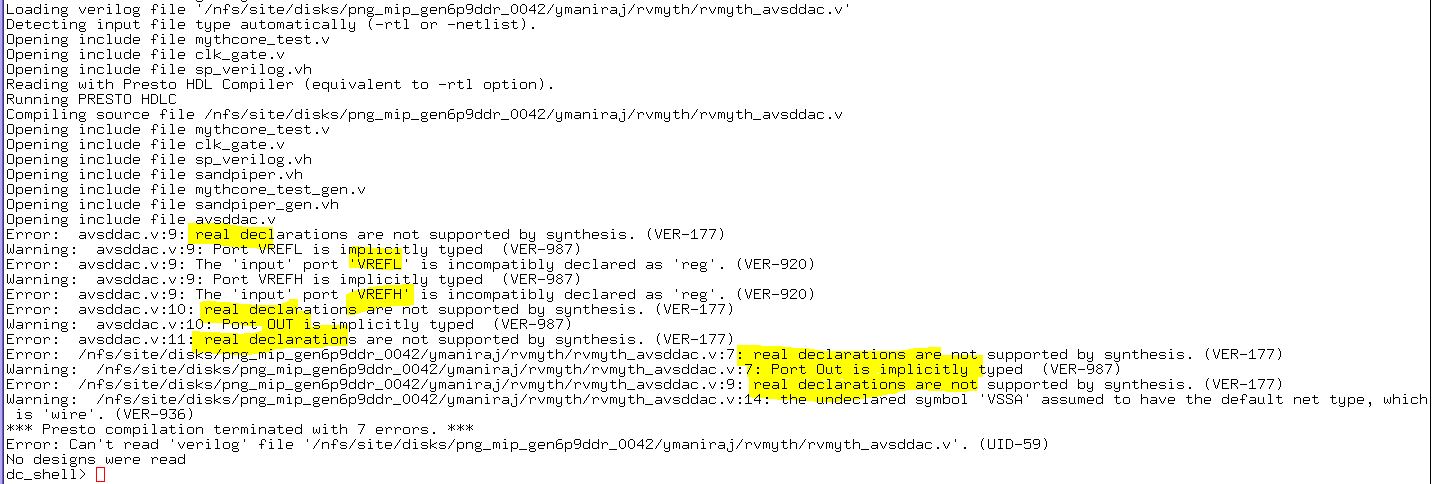 Loading verilog file '/nfs/site/disks/png_mip_gen6p9ddr_0042/ymaniraj/rvmyth/rvmyth_avsddac.v'
Detecting input file type automatically (-rtl or -netlist).
Opening include file mythcore_test.v
Opening include file clk_gate.v
Opening include file sp_verilog.vh
Reading with Presto HDL Compiler (equivalent to -rtl option).
Running PRESTO HDLC
Compiling source file /nfs/site/disks/png_mip_gen6p9ddr_0042/ymaniraj/rvmyth/rvmyth_avsddac.v
Opening include file mythcore_test.v
Opening include file clk_gate.v
Opening include file sp_verilog.vh
Opening include file sandpiper.vh
Opening include file mythcore_test_gen.v
Opening include file sandpiper_gen.vh
Opening include file avsddac.v
Error:  avsddac.v:9: real declarations are not supported by synthesis. (VER-177)
Warning:  avsddac.v:9: Port VREFL is implicitly typed  (VER-987)
Error:  avsddac.v:9: The 'input' port 'VREFL' is incompatibly declared as 'reg'. (VER-920)
Warning:  avsddac.v:9: Port VREFH is implicitly typed  (VER-987)
Error:  avsddac.v:9: The 'input' port 'VREFH' is incompatibly declared as 'reg'. (VER-920)
Error:  avsddac.v:10: real declarations are not supported by synthesis. (VER-177)
Warning:  avsddac.v:10: Port OUT is implicitly typed  (VER-987)
Error:  avsddac.v:11: real declarations are not supported by synthesis. (VER-177)
Error:  /nfs/site/disks/png_mip_gen6p9ddr_0042/ymaniraj/rvmyth/rvmyth_avsddac.v:7: real declarations are not supported by synthesis. (VER-177)
Warning:  /nfs/site/disks/png_mip_gen6p9ddr_0042/ymaniraj/rvmyth/rvmyth_avsddac.v:7: Port Out is implicitly typed  (VER-987)
Error:  /nfs/site/disks/png_mip_gen6p9ddr_0042/ymaniraj/rvmyth/rvmyth_avsddac.v:9: real declarations are not supported by synthesis. (VER-177)
Warning:  /nfs/site/disks/png_mip_gen6p9ddr_0042/ymaniraj/rvmyth/rvmyth_avsddac.v:14: the undeclared symbol 'VSSA' assumed to have the default net type, which
 is 'wire'. (VER-936)
*** Presto compilation terminated with 7 errors. ***
Error: Can't read 'verilog' file '/nfs/site/disks/png_mip_gen6p9ddr_0042/ymaniraj/rvmyth/rvmyth_avsddac.v'. (UID-59)
No designs were read
dc_shell>